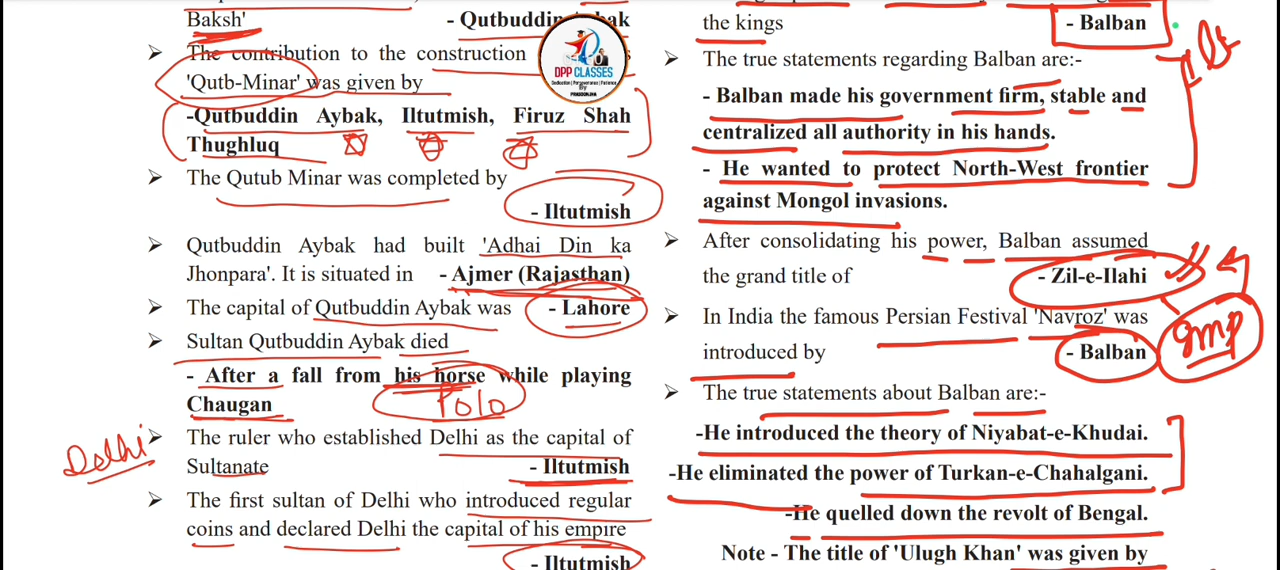 Baksh'
- Qutbuddin
The contribution to the construction
'Qutb-Minar' was given by
-Qutbuddin Aybak, Iltutmish, Firuz Shah
Thughluq
The Qutub Minar was completed by
- Iltutmish
Qutbuddin Aybak had built 'Adhai Din ka
Jhonpara'. It is situated in - Ajmer (Rajasthan)
The capital of Qutbuddin Aybak was - Lahore
Sultan Qutbuddin Aybak died
- After a fall from his horse while playing
Chaugan
Polo
Delhi
The ruler who established Delhi as the capital of
Sultanate - Iltutmish
The first sultan of Delhi who introduced regular
coins and declared Delhi the capital of his empire
- Iltutmish
DPP CLASSES
the kings
- Balban
The true statements regarding Balban are:-
- Balban made his government firm, stable and
centralized all authority in his hands.
- He wanted to protect North-West frontier
against Mongol invasions.
After consolidating his power, Balban assumed
the grand title of - Zil-e-Ilahi
In India the famous Persian Festival 'Navroz' was
introduced by - Balban
Imp
The true statements about Balban are:-
-He introduced the theory of Niyabat-e-Khudai.
-He eliminated the power of Turkan-e-Chahalgani.
-He quelled down the revolt of Bengal.
Note - The title of 'Ulugh Khan' was given by